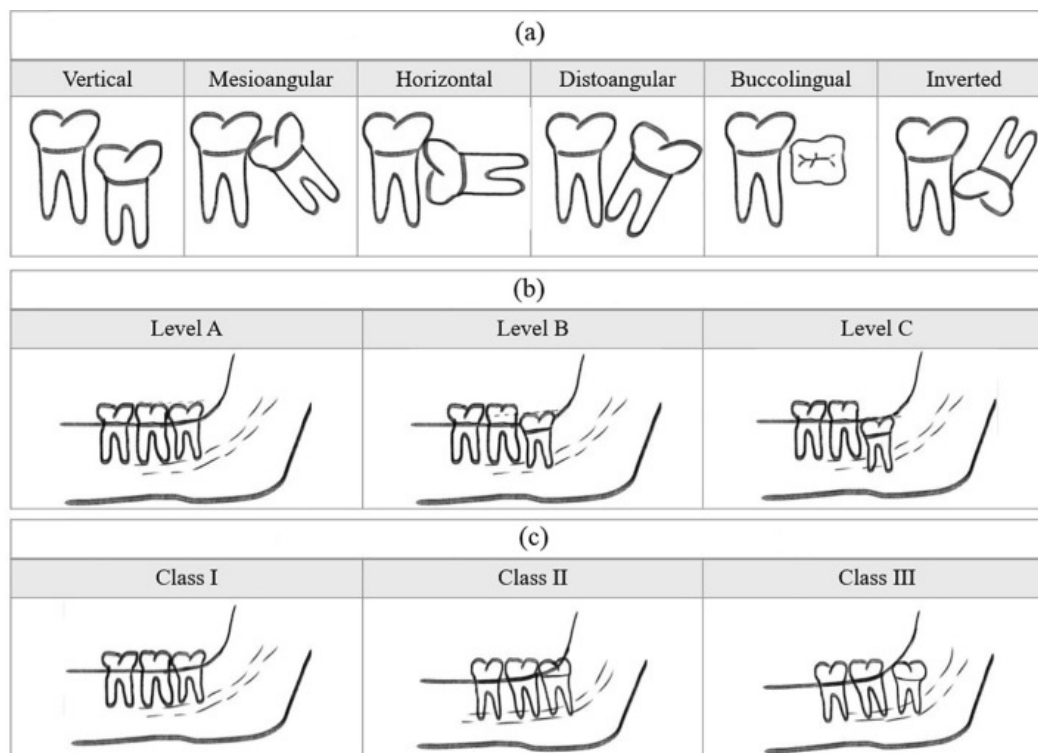 (a)
Vertical Mesioangular Horizontal Distoangular Buccolingual Inverted
(b)
Level A Level B Level C
(c)
Class I Class II Class III